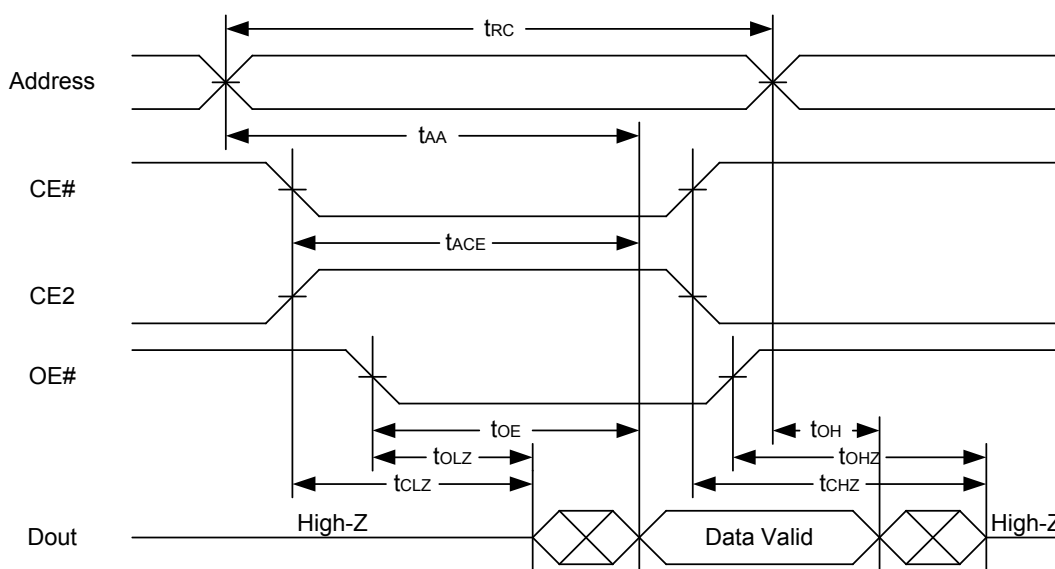 tRC
Address
tAA
CE#
tACE
CE2
OE#
tOE
tOH
tOLZ
tOHZ
tCLZ
tCHZ
High-Z
Dout
Data Valid
High-Z